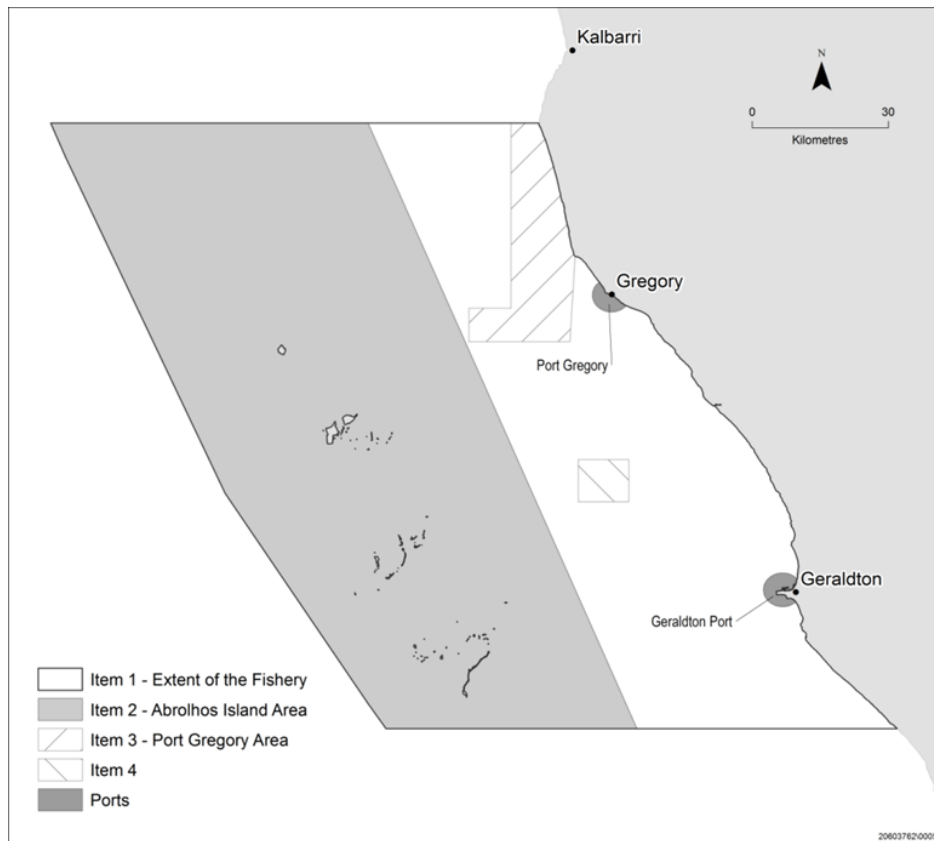 Kalbarri
N
0 30
Kilometres
Gregory
Port Gregory
Geraldton
Geraldton Port
Item 1 - Extent of the Fishery
Item 2 - Abrolhos Island Area
Item 3 - Port Gregory Area
Item 4
Ports